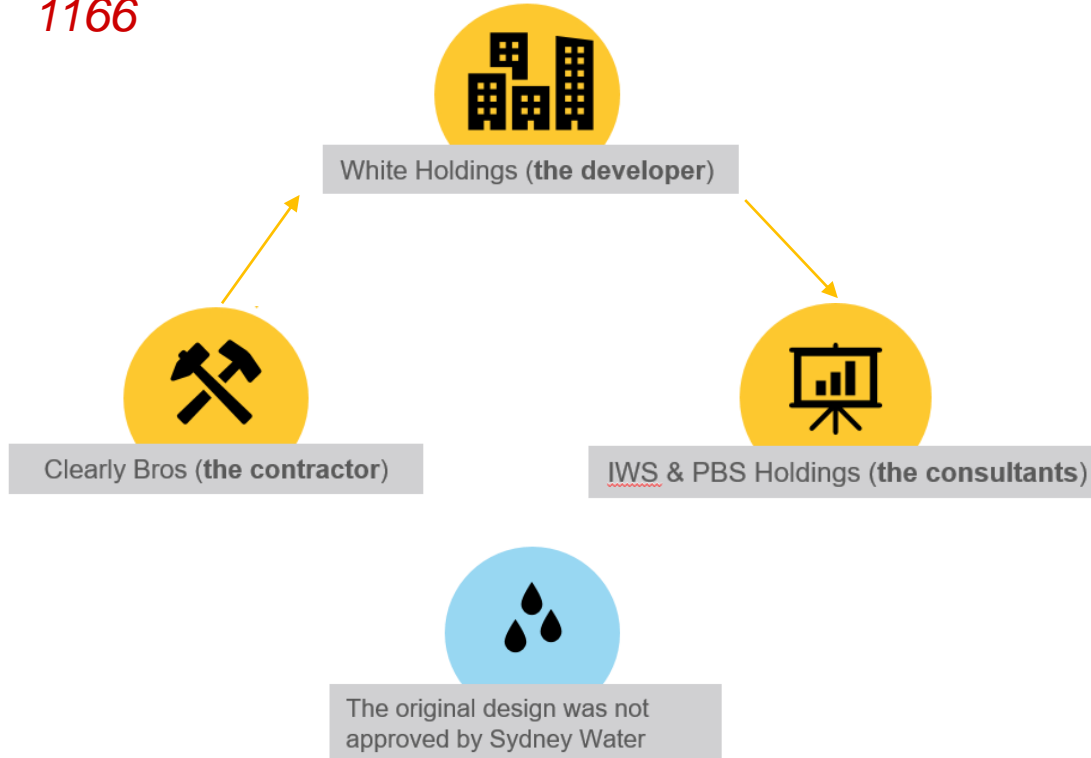 1166
White Holdings (the developer)
Clearly Bros (the contractor)
IWS & PBS Holdings (the consultants)
The original design was not
approved by Sydney Water